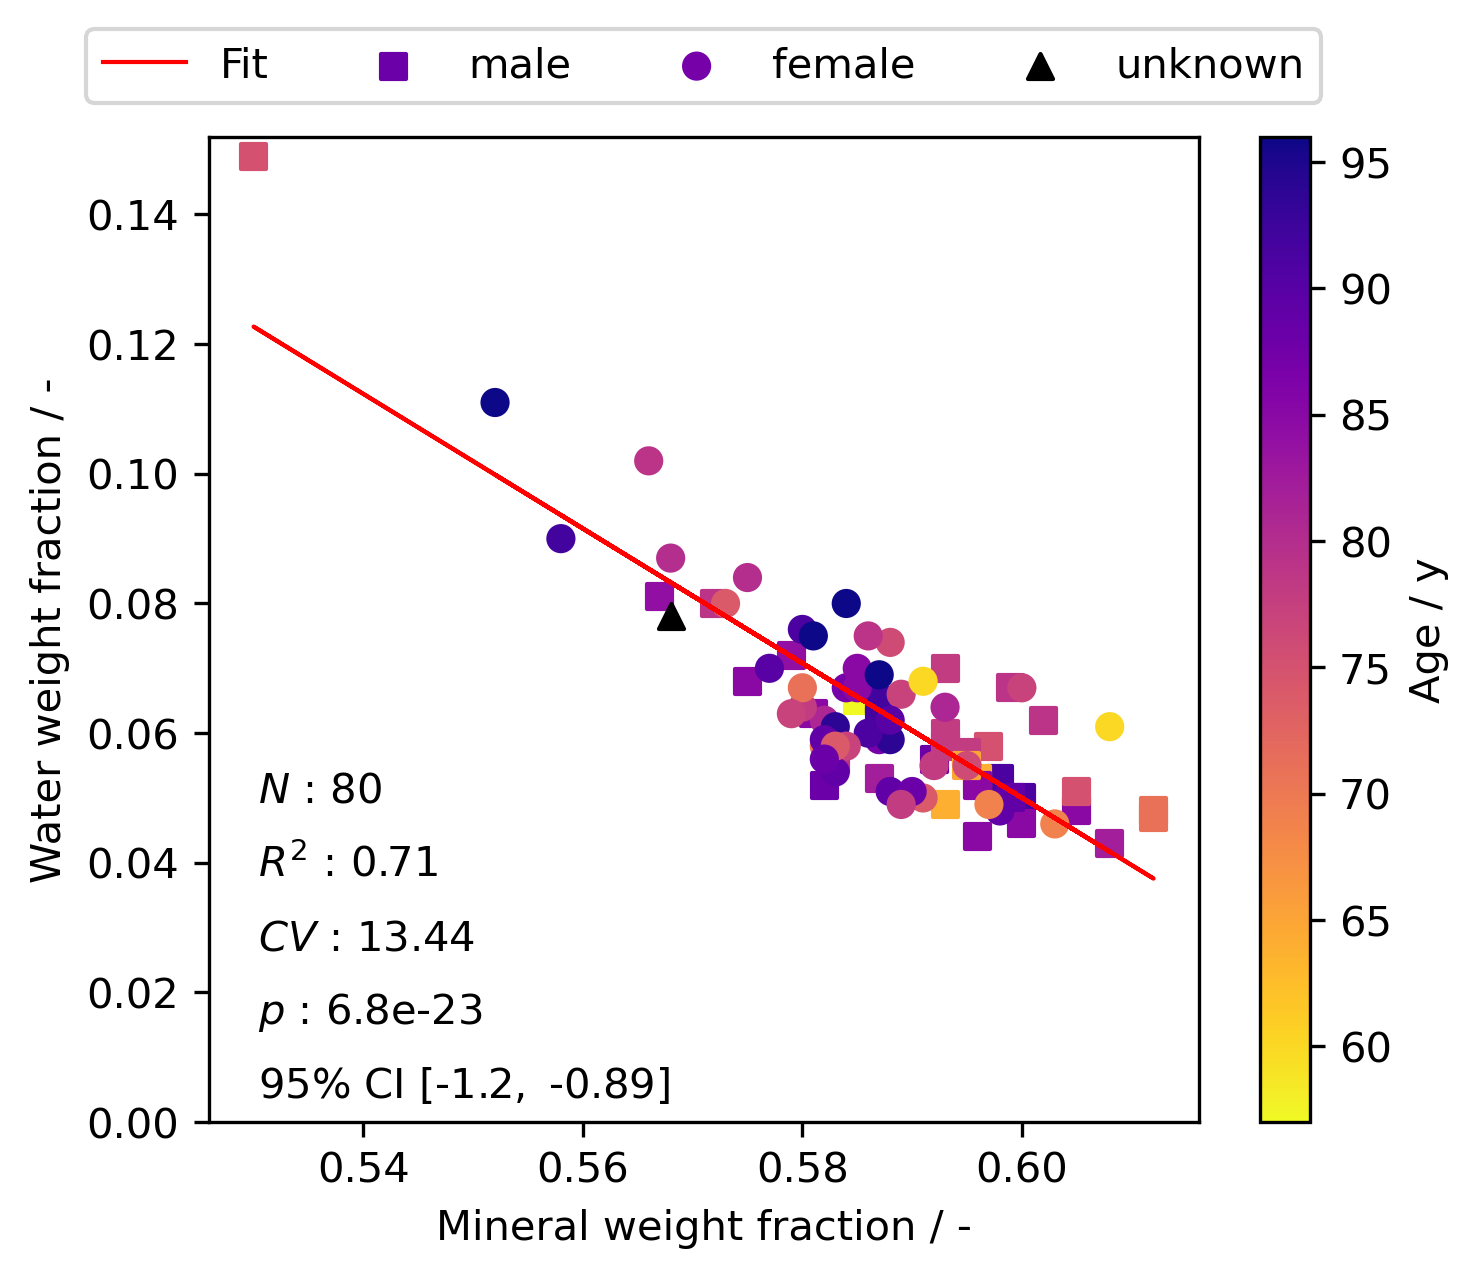 Fit male female unknown
0.14
0.12
0.10
0.08
0.06
0.04
0.02
0.00
Water weight fraction / -
N : 80
R² : 0.71
CV : 13.44
p : 6.8e-23
95% CI [-1.2, -0.89]
0.54 0.56 0.58 0.60
Mineral weight fraction / -
95
90
85
80
75
70
65
60
Age / y